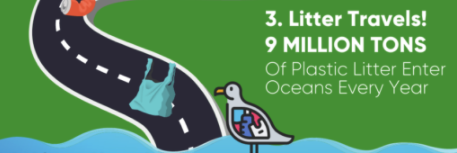 3. Litter Travels!
9 MILLION TONS
Of Plastic Litter Enter
Oceans Every Year